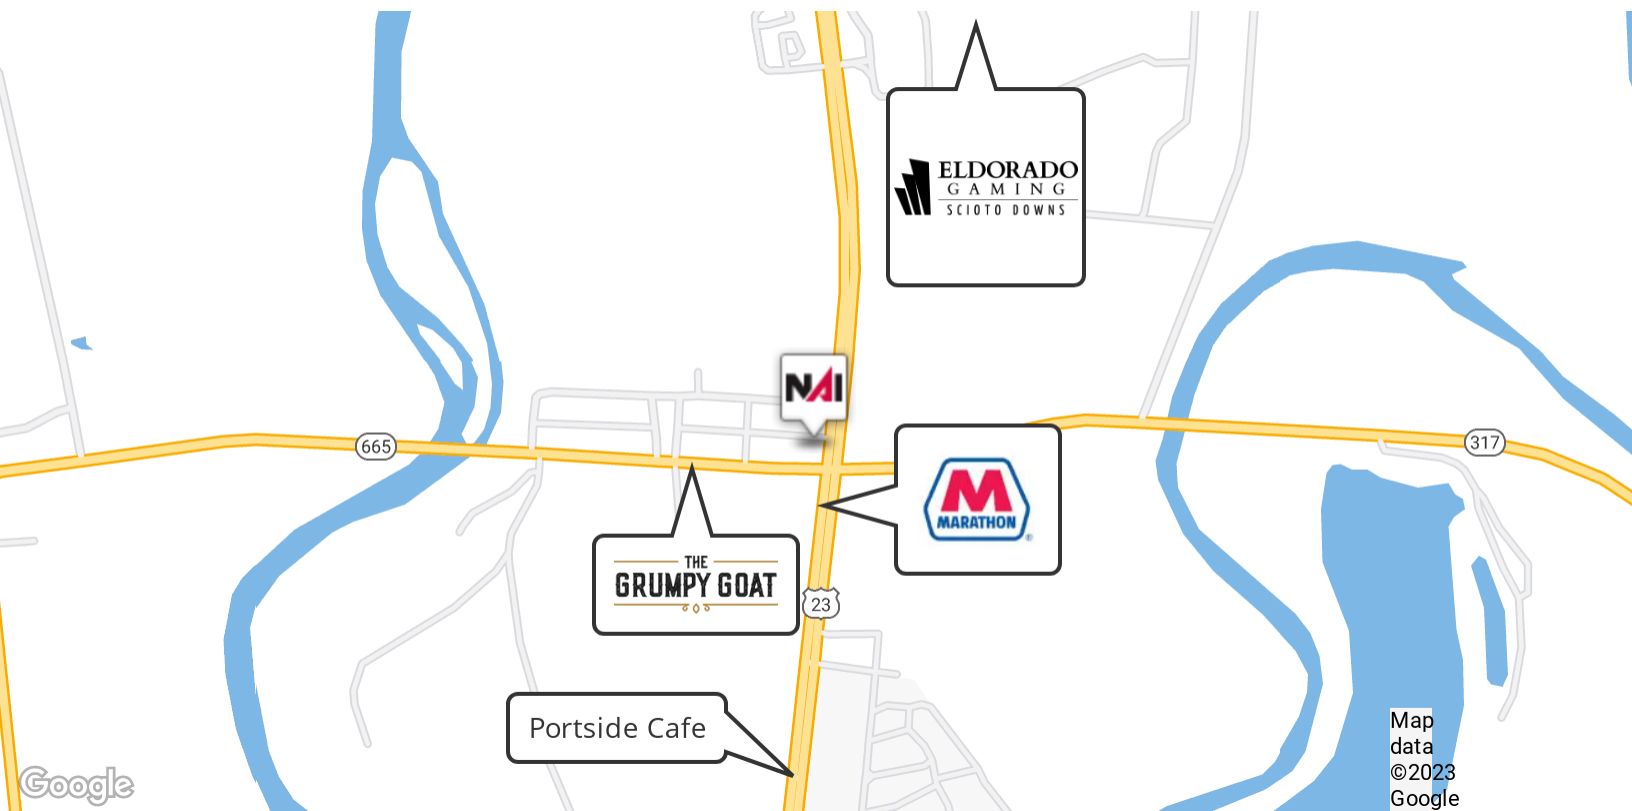 ELDORADO
GAMING
SCIOTO DOWNS
NAI
665
317
M
MARATHON
®
THE
GRUMPY GOAT
23
Portside Cafe
Map
data
©2023
Google
Google